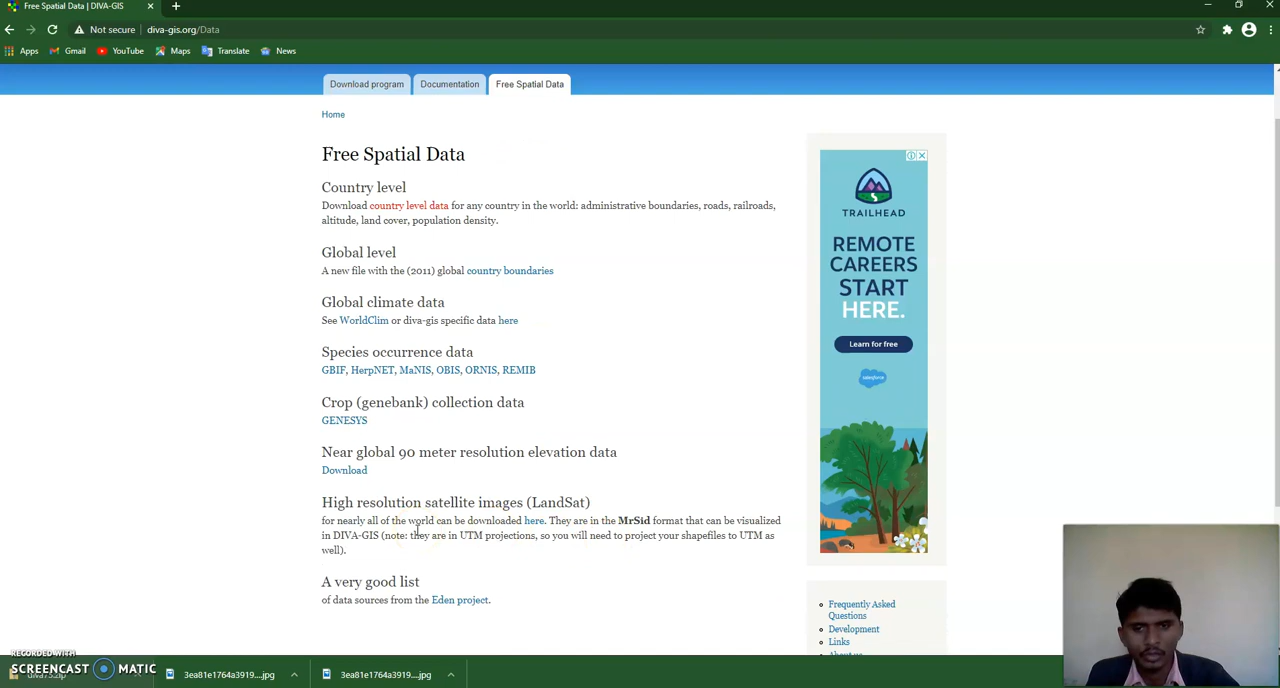 Free Spatial Data | DIVA-GIS
Not secure
diva-gis.org/Data
Apps
Gmail
YouTube
Maps
Translate
News
Download program
Documentation
Free Spatial Data
Home
Free Spatial Data
Country level
Download country level data for any country in the world: administrative boundaries, roads, railroads,
altitude, land cover, population density.
Global level
A new file with the (2011) global country boundaries
Global climate data
See WorldClim or diva-gis specific data here
Species occurrence data
GBIF, HerpNET, MaNIS, OBIS, ORNIS, REMIB
Crop (genebank) collection data
GENESYS
Near global 90 meter resolution elevation data
Download
High resolution satellite images (LandSat)
for nearly all of the world can be downloaded here. They are in the MrSid format that can be visualized
in DIVA-GIS (note: they are in UTM projections, so you will need to project your shapefiles to UTM as
well).
A very good list
of data sources from the Eden project.
TRAILHEAD
REMOTE
CAREERS
START
HERE.
Learn for free
salesforce
Frequently Asked
Questions
Development
Links
About us
RECORDED WITH
SCREENCAST MATIC
3ea81e1764a3919....jpg
3ea81e1764a3919....jpg